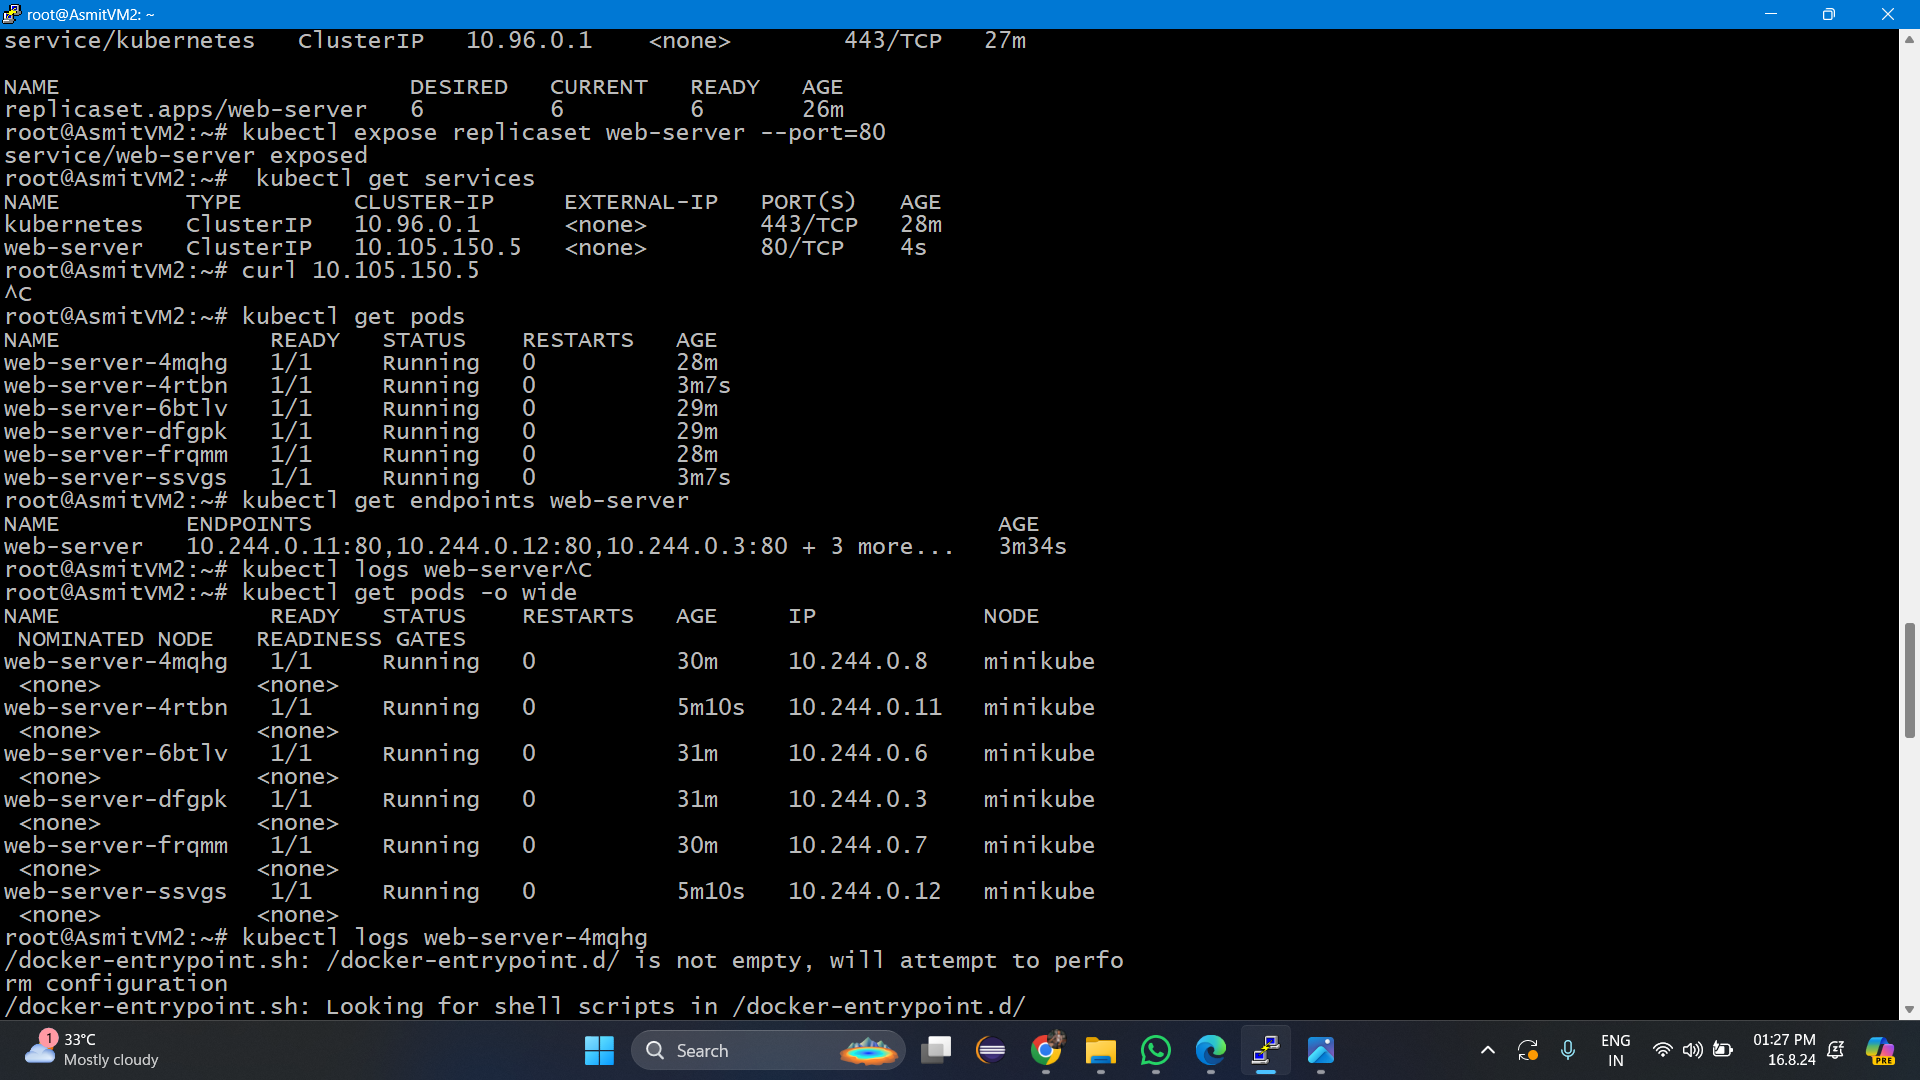 root@AsmitVM2: ~
service/kubernetes   ClusterIP   10.96.0.1    <none>        443/TCP   27m
NAME                         DESIRED   CURRENT   READY   AGE
replicaset.apps/web-server   6         6         6       26m
root@AsmitVM2:~# kubectl expose replicaset web-server --port=80
service/web-server exposed
root@AsmitVM2:~#  kubectl get services
NAME         TYPE        CLUSTER-IP     EXTERNAL-IP   PORT(S)   AGE
kubernetes   ClusterIP   10.96.0.1      <none>        443/TCP   28m
web-server   ClusterIP   10.105.150.5   <none>        80/TCP    4s
root@AsmitVM2:~# curl 10.105.150.5
^C
root@AsmitVM2:~# kubectl get pods
NAME               READY   STATUS    RESTARTS   AGE
web-server-4mqhg   1/1     Running   0          28m
web-server-4rtbn   1/1     Running   0          3m7s
web-server-6btlv   1/1     Running   0          29m
web-server-dfgpk   1/1     Running   0          29m
web-server-frqmm   1/1     Running   0          28m
web-server-ssvgs   1/1     Running   0          3m7s
root@AsmitVM2:~# kubectl get endpoints web-server
NAME         ENDPOINTS                                                 AGE
web-server   10.244.0.11:80,10.244.0.12:80,10.244.0.3:80 + 3 more...   3m34s
root@AsmitVM2:~# kubectl logs web-server^C
root@AsmitVM2:~# kubectl get pods -o wide
NAME               READY   STATUS    RESTARTS   AGE     IP            NODE
 NOMINATED NODE   READINESS GATES
web-server-4mqhg   1/1     Running   0          30m     10.244.0.8    minikube
 <none>           <none>
web-server-4rtbn   1/1     Running   0          5m10s   10.244.0.11   minikube
 <none>           <none>
web-server-6btlv   1/1     Running   0          31m     10.244.0.6    minikube
 <none>           <none>
web-server-dfgpk   1/1     Running   0          31m     10.244.0.3    minikube
 <none>           <none>
web-server-frqmm   1/1     Running   0          30m     10.244.0.7    minikube
 <none>           <none>
web-server-ssvgs   1/1     Running   0          5m10s   10.244.0.12   minikube
 <none>           <none>
root@AsmitVM2:~# kubectl logs web-server-4mqhg
/docker-entrypoint.sh: /docker-entrypoint.d/ is not empty, will attempt to perfo
rm configuration
/docker-entrypoint.sh: Looking for shell scripts in /docker-entrypoint.d/
1
33°C
Mostly cloudy
Search
ENG
IN
01:27 PM
16.8.24
PRE